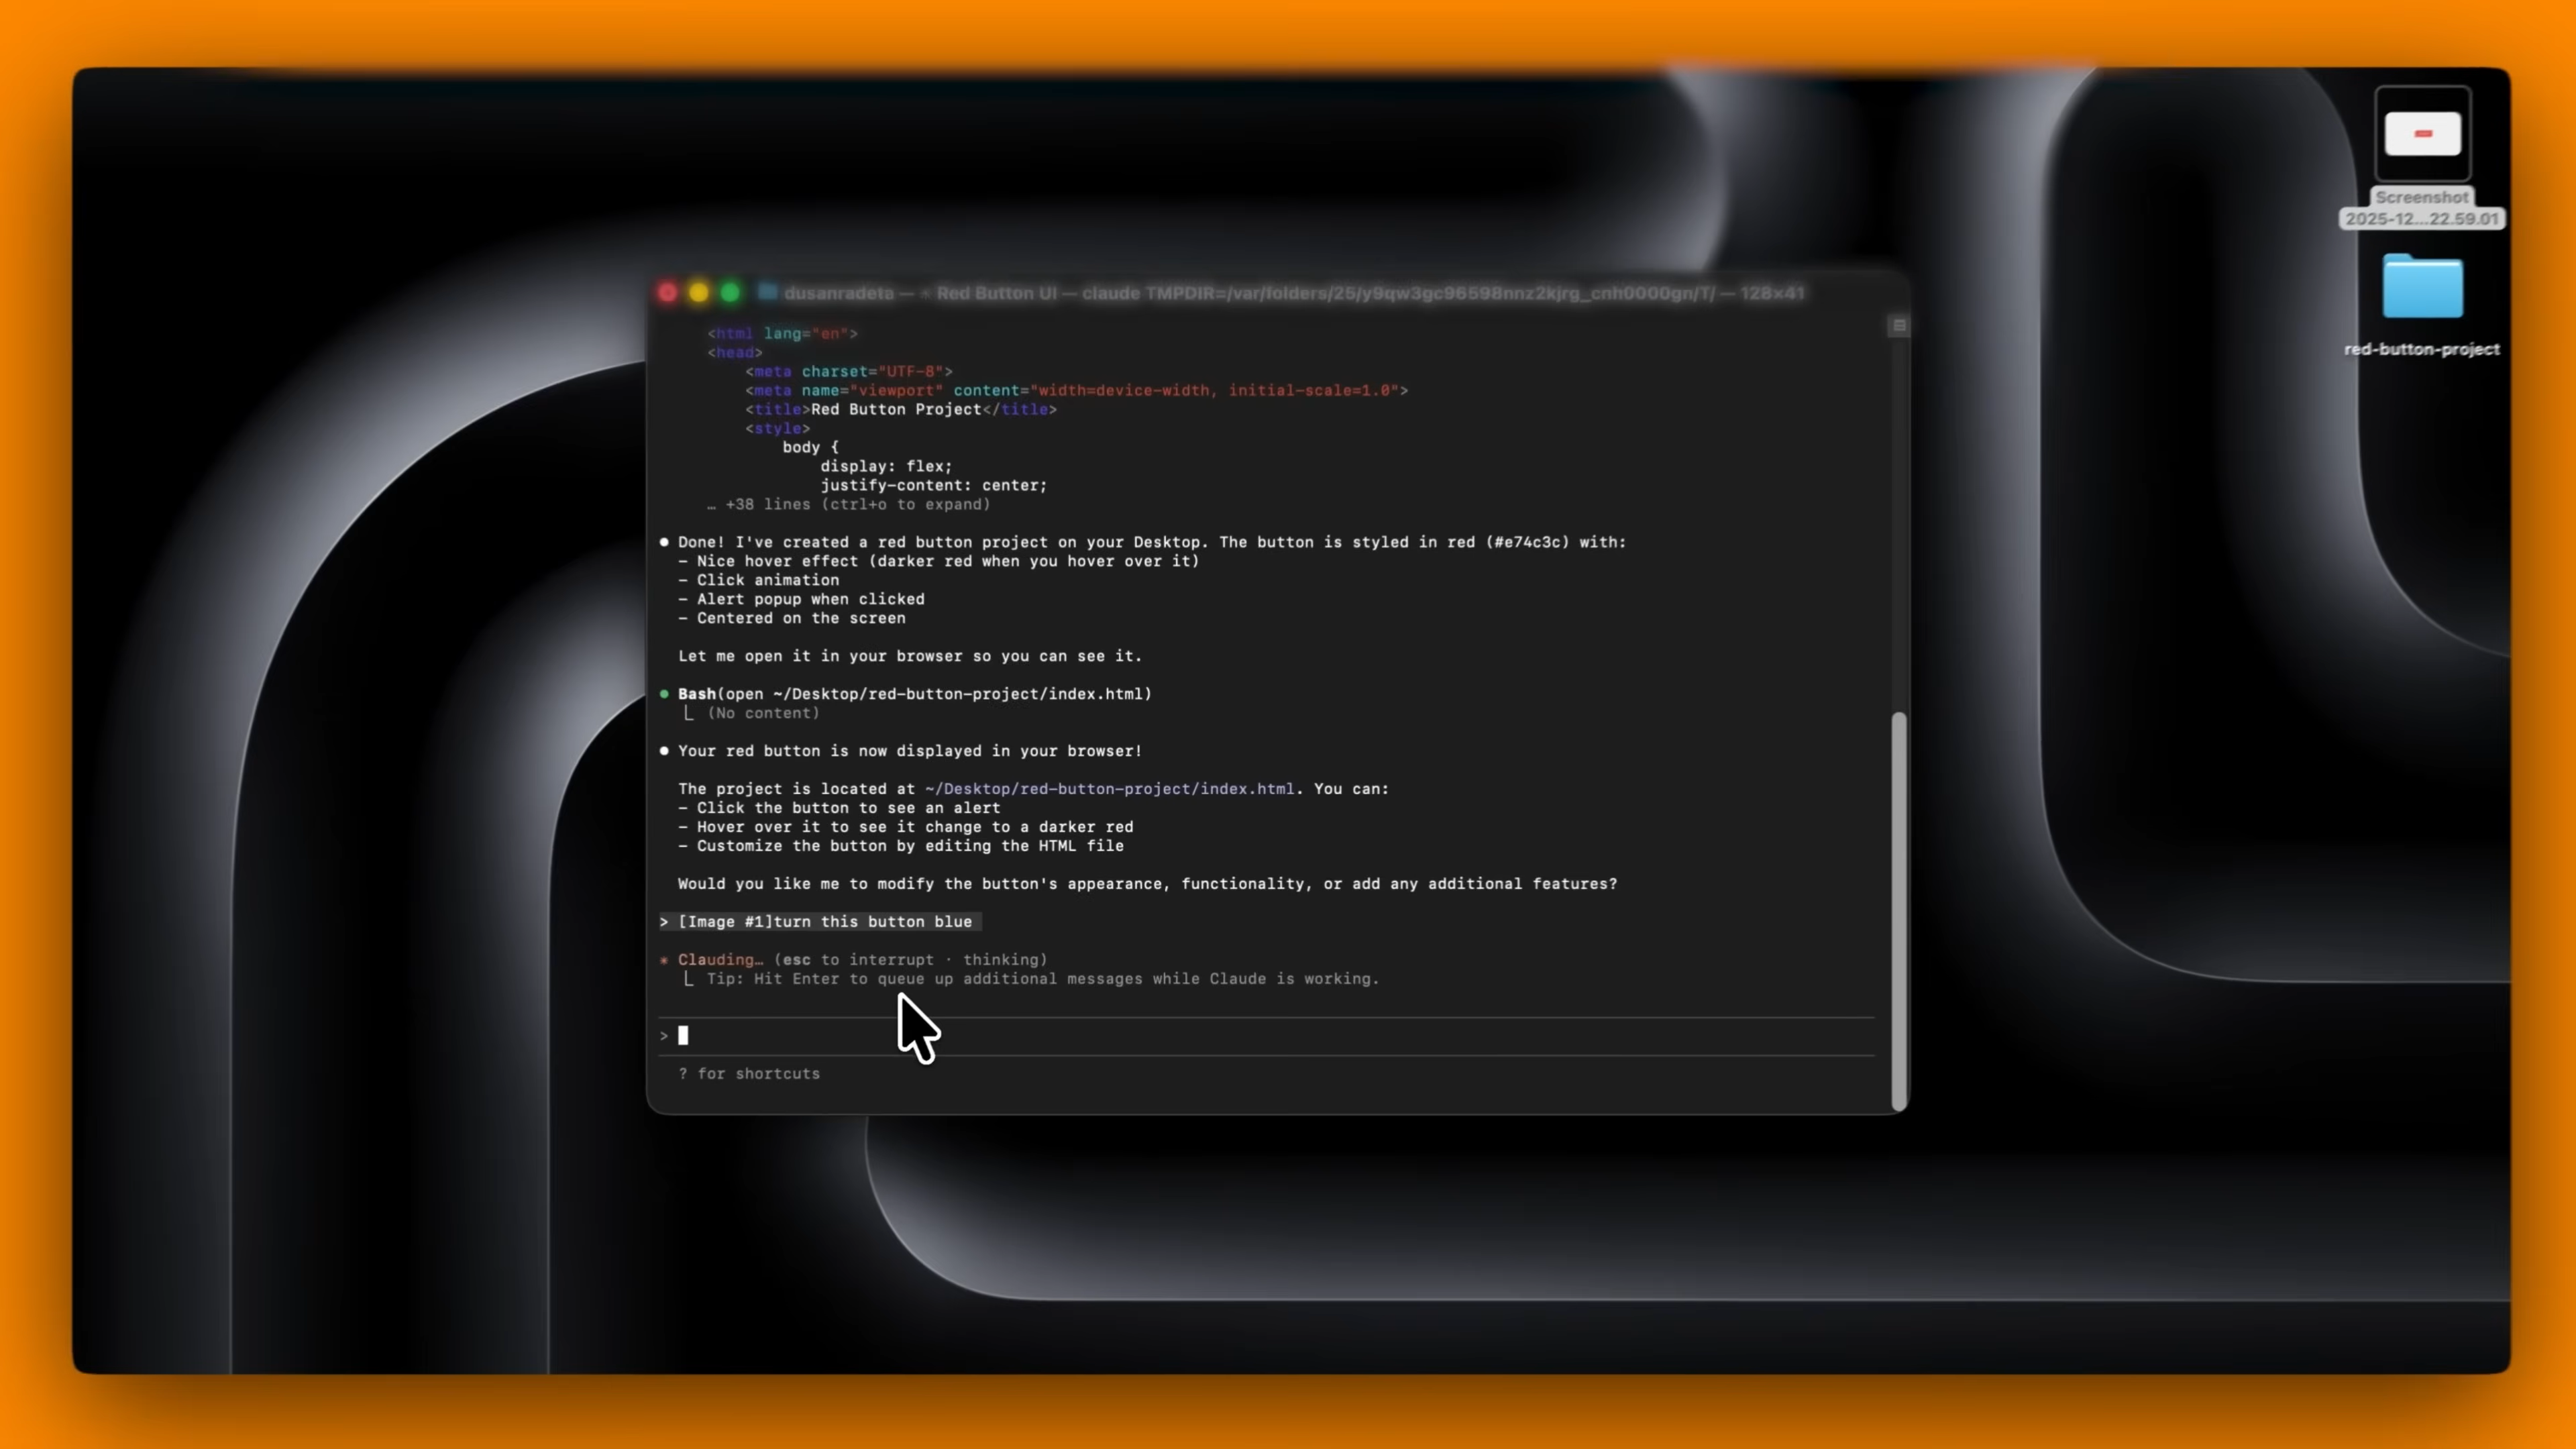 Screenshot
2025-12...22.59.01
red-button-project
dusanradeta — ✳ Red Button UI — claude TMPDIR=/var/folders/25/y9qw3gc96598nnz2kjrg_cnh0000gn/T/ — 128×41
<html lang="en">
<head>
<meta charset="UTF-8">
<meta name="viewport" content="width=device-width, initial-scale=1.0">
<title>Red Button Project</title>
<style>
body {
display: flex;
justify-content: center;
… +38 lines (ctrl+o to expand)
● Done! I've created a red button project on your Desktop. The button is styled in red (#e74c3c) with:
- Nice hover effect (darker red when you hover over it)
- Click animation
- Alert popup when clicked
- Centered on the screen
Let me open it in your browser so you can see it.
● Bash(open ~/Desktop/red-button-project/index.html)
⎿ (No content)
● Your red button is now displayed in your browser!
The project is located at ~/Desktop/red-button-project/index.html. You can:
- Click the button to see an alert
- Hover over it to see it change to a darker red
- Customize the button by editing the HTML file
Would you like me to modify the button's appearance, functionality, or add any additional features?
> [Image #1]turn this button blue
✳ Clauding… (esc to interrupt · thinking)
⎿ Tip: Hit Enter to queue up additional messages while Claude is working.
>
? for shortcuts